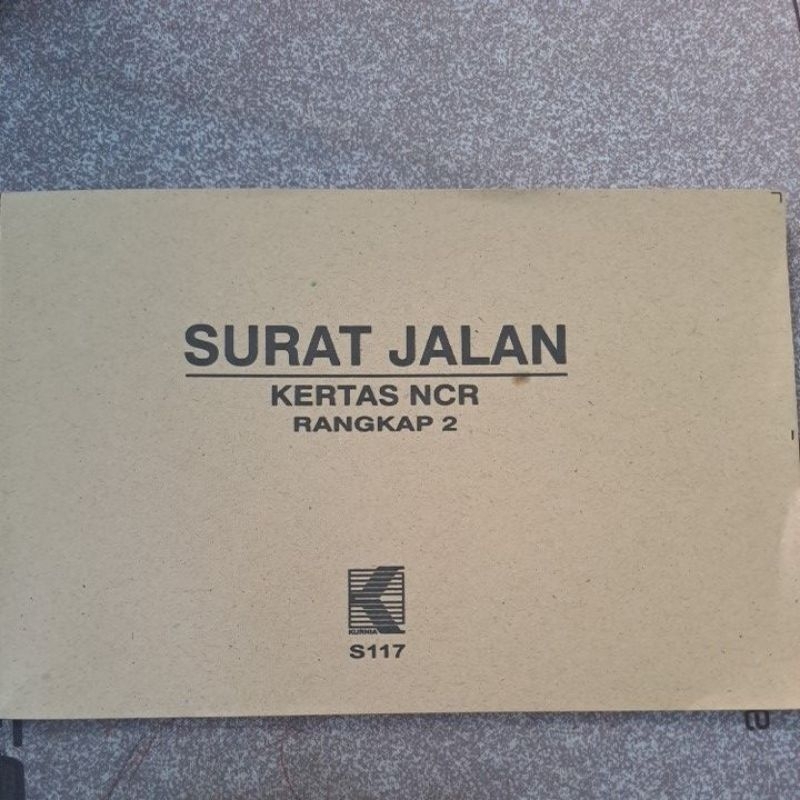 SURAT JALAN
KERTAS NCR
RANGKAP 2
KURNIA
S117